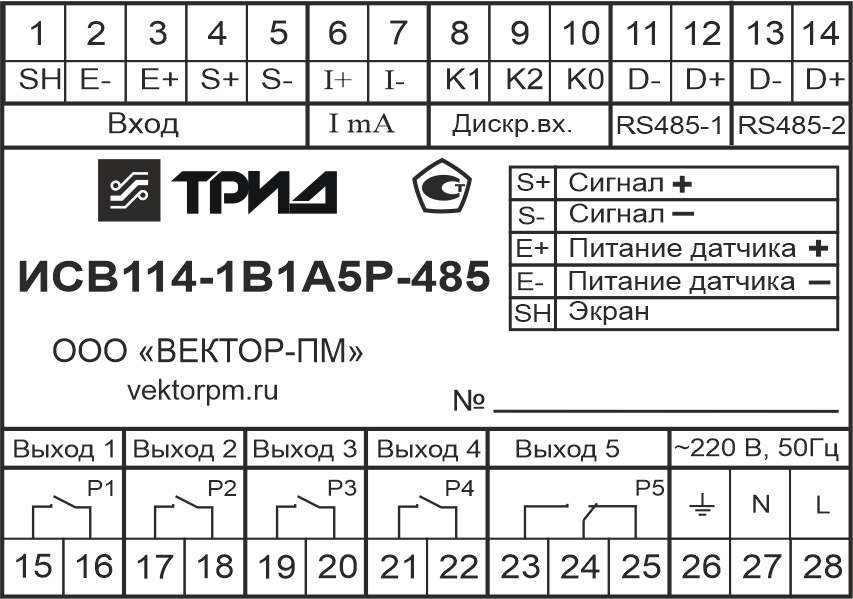 1 2 3 4 5 6 7 8 9 10 11 12 13 14
SH E- E+ S+ S- I+ I- K1 K2 K0 D- D+ D- D+
Вход I mA Дискр.вх. RS485-1 RS485-2
ТРИД
Ст
S+ Сигнал +
S- Сигнал −
E+ Питание датчика +
E- Питание датчика −
SH Экран
ИСВ114-1В1А5Р-485
ООО «ВЕКТОР-ПМ»
vektorpm.ru
№
Выход 1 Выход 2 Выход 3 Выход 4 Выход 5 ~220 В, 50Гц
P1 P2 P3 P4 P5 N L
15 16 17 18 19 20 21 22 23 24 25 26 27 28